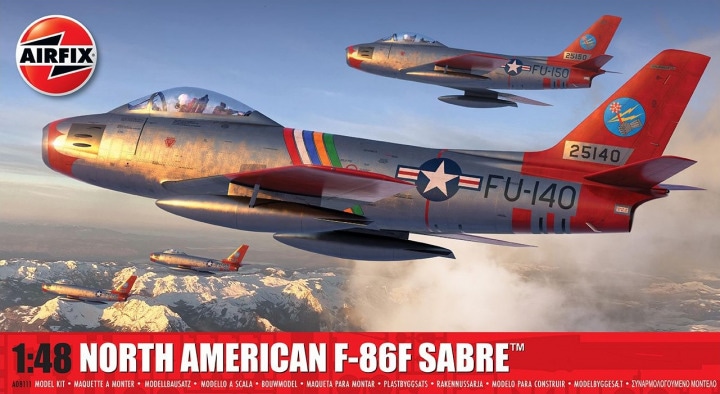 AIRFIX
25150
FU-150
25140
FU-140
1:48 NORTH AMERICAN F-86F SABRE™
A08111 MODEL KIT • MAQUETTE A MONTER • MODELLBAUSATZ • MODELLO A SCALA • BOUWMODEL • MAQUETA PARA MONTAR • PLASTBYGGSATS • RAKENNUSSARJA • MODELO PARA CONSTRUIR • MODELBYGGESÆT • ΣΥΝΑΡΜΟΛΟΓΟΥΜΕΝΟ ΜΟΝΤΕΛΟ